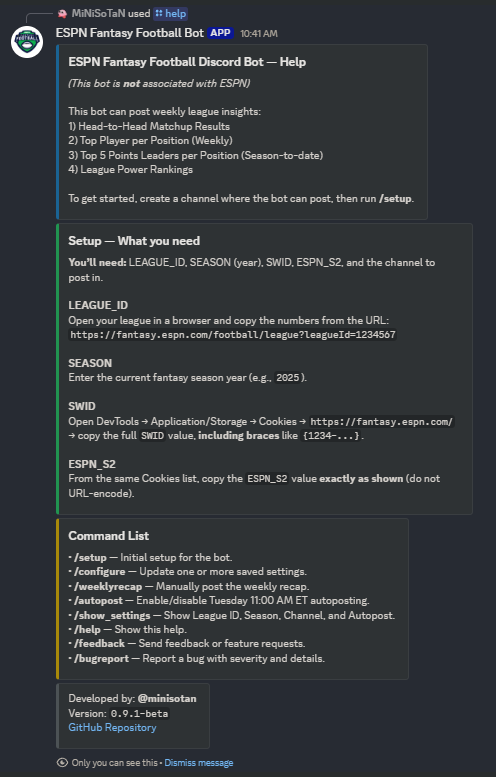 MiNiSoTaN used help
ESPN Fantasy Football Bot APP 10:41 AM
ESPN Fantasy Football Discord Bot — Help
(This bot is not associated with ESPN)
This bot can post weekly league insights:
1) Head-to-Head Matchup Results
2) Top Player per Position (Weekly)
3) Top 5 Points Leaders per Position (Season-to-date)
4) League Power Rankings
To get started, create a channel where the bot can post, then run /setup.
Setup — What you need
You'll need: LEAGUE_ID, SEASON (year), SWID, ESPN_S2, and the channel to
post in.
LEAGUE_ID
Open your league in a browser and copy the numbers from the URL:
https://fantasy.espn.com/football/league?leagueId=1234567
SEASON
Enter the current fantasy season year (e.g., 2025).
SWID
Open DevTools → Application/Storage → Cookies → https://fantasy.espn.com/
→ copy the full SWID value, including braces like {1234-...}.
ESPN_S2
From the same Cookies list, copy the ESPN_S2 value exactly as shown (do not
URL-encode).
Command List
• /setup — Initial setup for the bot.
• /configure — Update one or more saved settings.
• /weeklyrecap — Manually post the weekly recap.
• /autopost — Enable/disable Tuesday 11:00 AM ET autoposting.
• /show_settings — Show League ID, Season, Channel, and Autopost.
• /help — Show this help.
• /feedback — Send feedback or feature requests.
• /bugreport — Report a bug with severity and details.
Developed by: @minisotan
Version: 0.9.1-beta
GitHub Repository
Only you can see this • Dismiss message